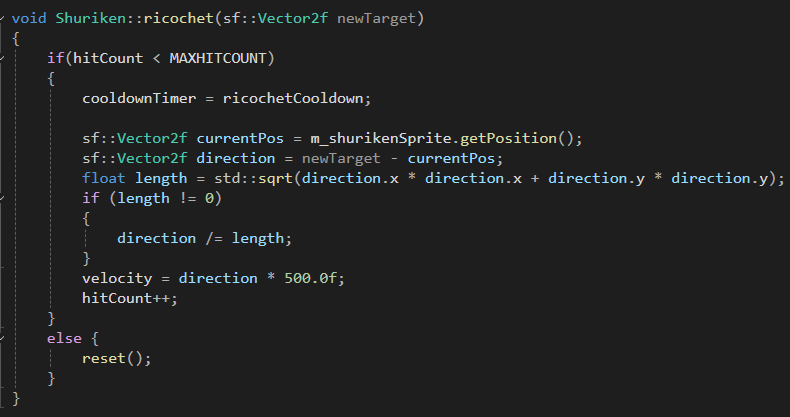 void Shuriken::ricochet(sf::Vector2f newTarget)
{
    if(hitCount < MAXHITCOUNT)
    {
        cooldownTimer = ricochetCooldown;

        sf::Vector2f currentPos = m_shurikenSprite.getPosition();
        sf::Vector2f direction = newTarget - currentPos;
        float length = std::sqrt(direction.x * direction.x + direction.y * direction.y);
        if (length != 0)
        {
            direction /= length;
        }
        velocity = direction * 500.0f;
        hitCount++;
    }
    else {
        reset();
    }
}